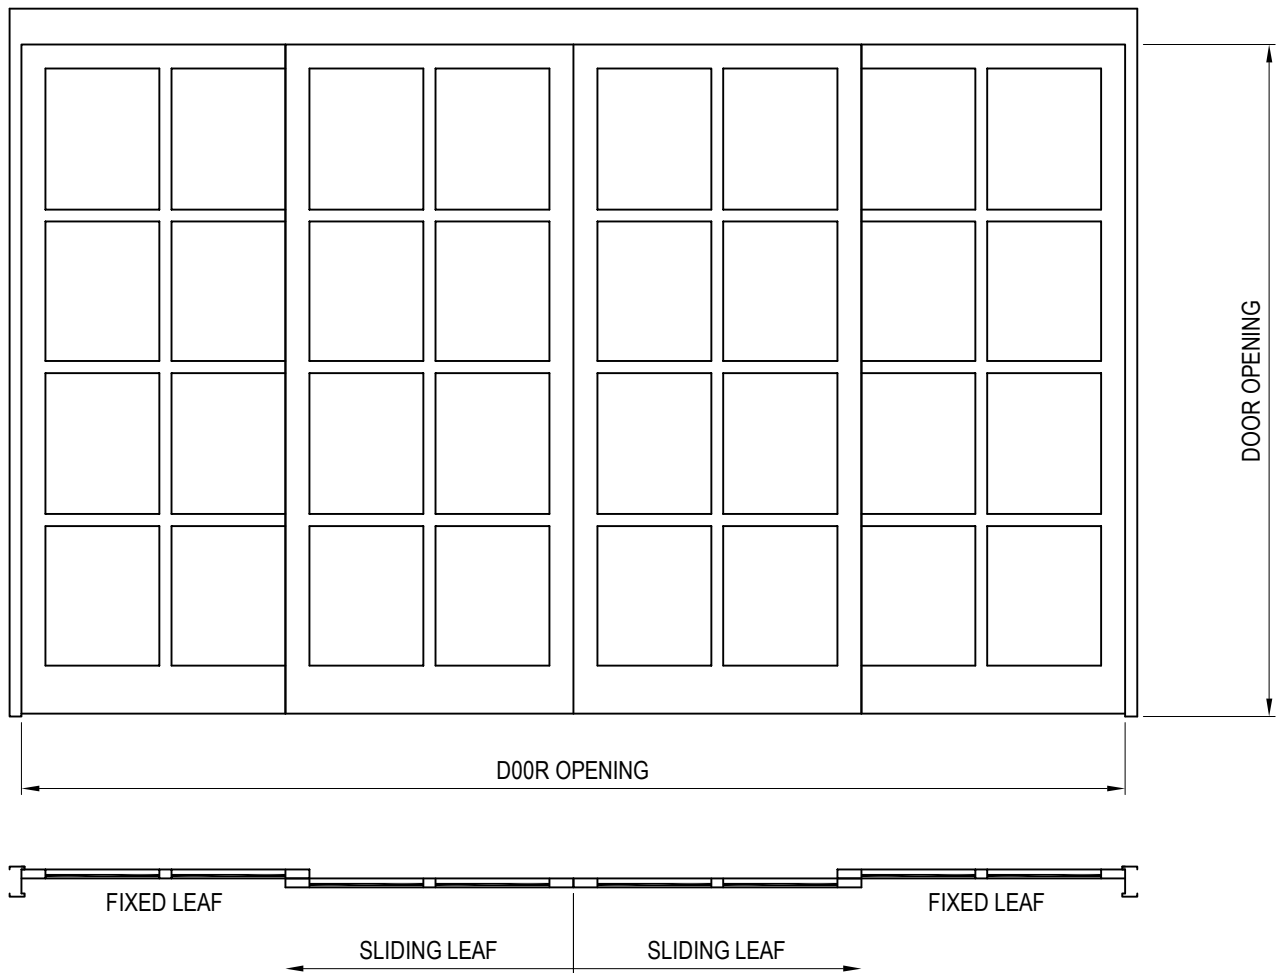 DOOR OPENING
D00R OPENING
FIXED LEAF
FIXED LEAF
SLIDING LEAF
SLIDING LEAF